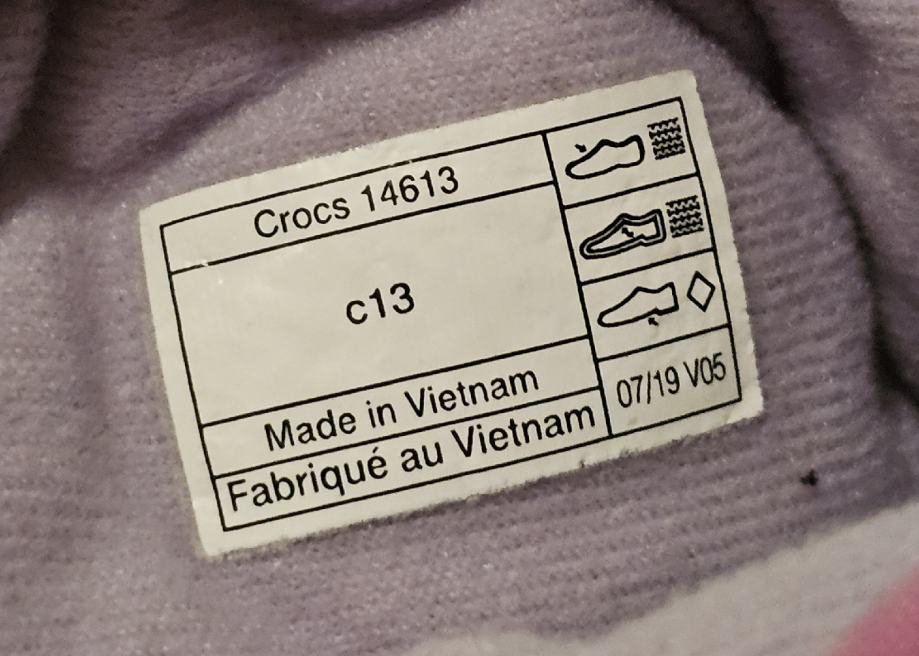 Crocs 14613
c13
Made in Vietnam
Fabriqué au Vietnam
07/19 V05